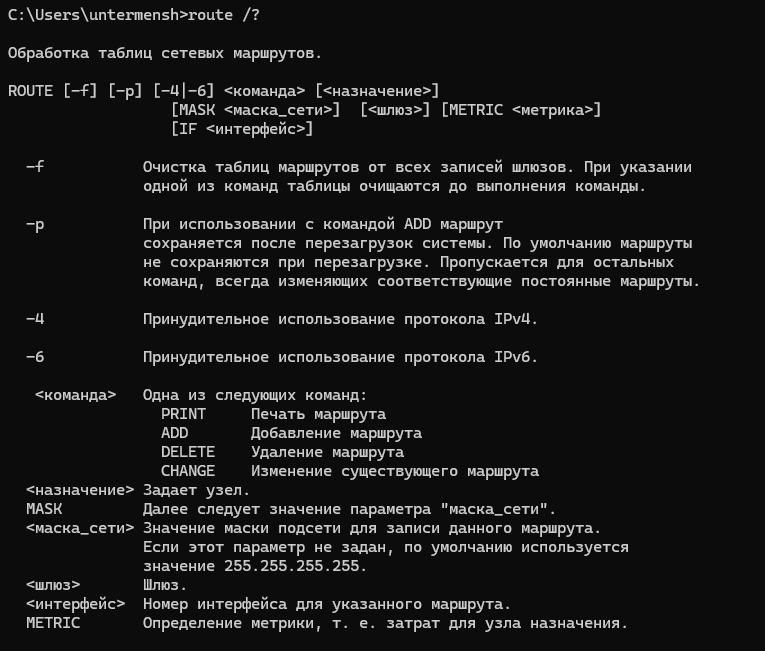 C:\Users\untermensh>route /?
Обработка таблиц сетевых маршрутов.
ROUTE [-f] [-p] [-4|-6] <команда> [<назначение>]
[MASK <маска_сети>]  [<шлюз>] [METRIC <метрика>]
[IF <интерфейс>]
-f           Очистка таблиц маршрутов от всех записей шлюзов. При указании
одной из команд таблицы очищаются до выполнения команды.
-p           При использовании с командой ADD маршрут
сохраняется после перезагрузок системы. По умолчанию маршруты
не сохраняются при перезагрузке. Пропускается для остальных
команд, всегда изменяющих соответствующие постоянные маршруты.
-4           Принудительное использование протокола IPv4.
-6           Принудительное использование протокола IPv6.
<команда>   Одна из следующих команд:
PRINT     Печать маршрута
ADD       Добавление маршрута
DELETE    Удаление маршрута
CHANGE    Изменение существующего маршрута
<назначение> Задает узел.
MASK         Далее следует значение параметра "маска_сети".
<маска_сети> Значение маски подсети для записи данного маршрута.
Если этот параметр не задан, по умолчанию используется
значение 255.255.255.255.
<шлюз>       Шлюз.
<интерфейс>  Номер интерфейса для указанного маршрута.
METRIC       Определение метрики, т. е. затрат для узла назначения.